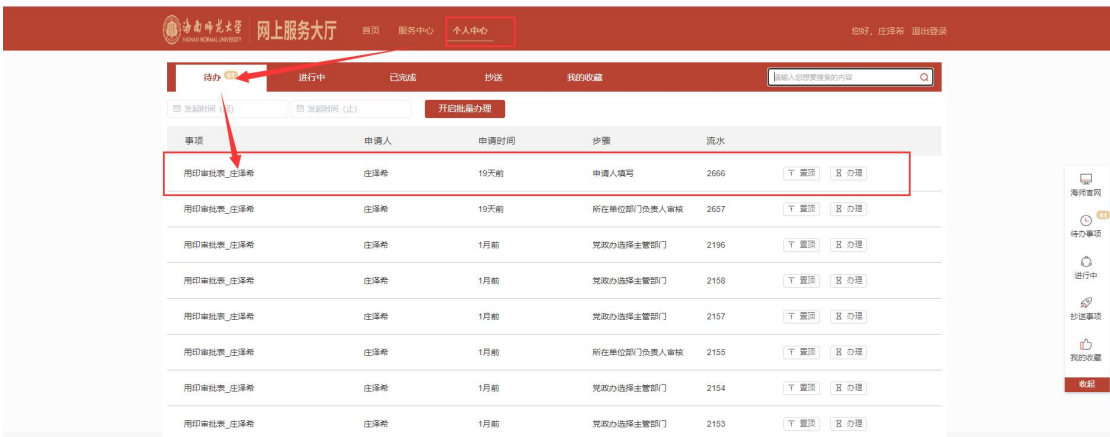 海南师范大学 网上服务大厅 首页 服务中心 个人中心 您好，庄泽希 退出登录
HAINAN NORMAL UNIVERSITY
待办 61 进行中 已完成 抄送 我的收藏 请输入您想要搜索的内容
发起时间（起） 发起时间（止） 开启批量办理
事项 申请人 申请时间 步骤 流水
用印审批表_庄泽希 庄泽希 19天前 申请人填写 2666 置顶 办理
用印审批表_庄泽希 庄泽希 19天前 所在单位部门负责人审核 2657 置顶 办理
用印审批表_庄泽希 庄泽希 1月前 党政办选择主管部门 2196 置顶 办理
用印审批表_庄泽希 庄泽希 1月前 党政办选择主管部门 2158 置顶 办理
用印审批表_庄泽希 庄泽希 1月前 党政办选择主管部门 2157 置顶 办理
用印审批表_庄泽希 庄泽希 1月前 所在单位部门负责人审核 2155 置顶 办理
用印审批表_庄泽希 庄泽希 1月前 党政办选择主管部门 2154 置顶 办理
用印审批表_庄泽希 庄泽希 1月前 党政办选择主管部门 2153 置顶 办理
海师官网
61
待办事项
进行中
抄送事项
我的收藏
收起